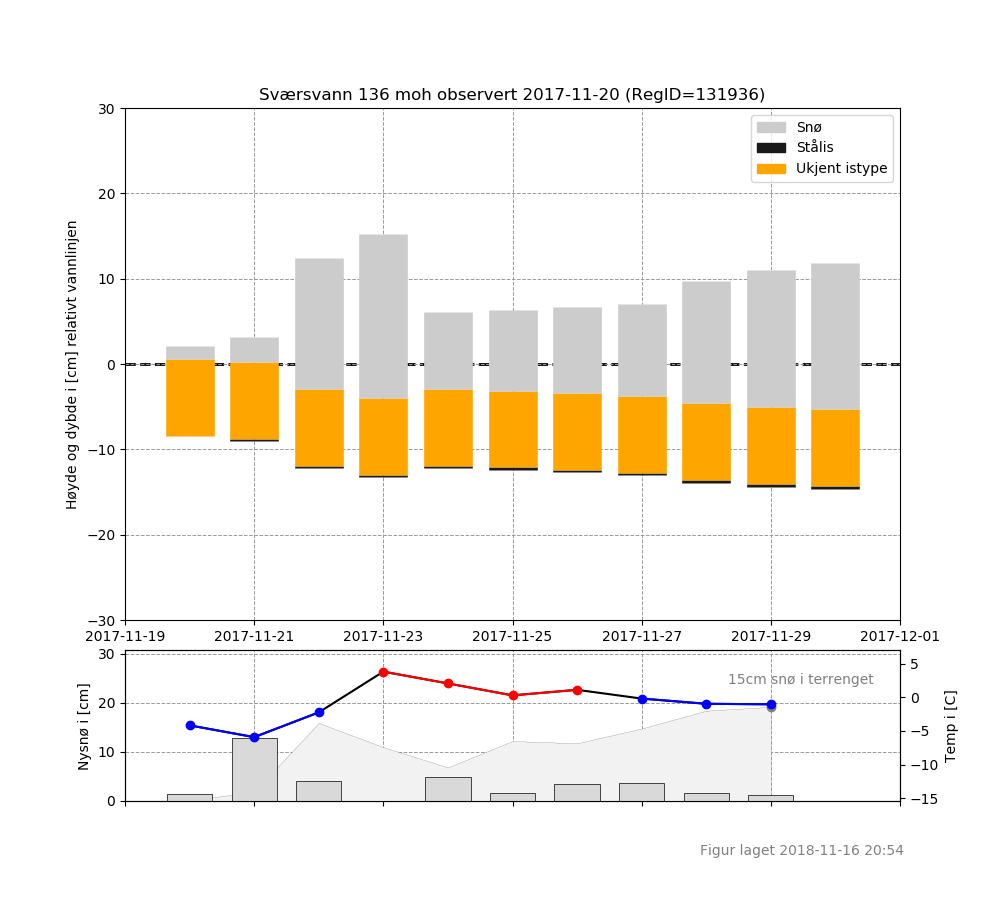 Sværsvann 136 moh observert 2017-11-20 (RegID=131936)
Snø
Stålis
Ukjent istype
Høyde og dybde i [cm] relativt vannlinjen
30
20
10
0
−10
−20
−30
2017-11-19 2017-11-21 2017-11-23 2017-11-25 2017-11-27 2017-11-29 2017-12-01
Nysnø i [cm]
30
20
10
0
15cm snø i terrenget
5
0
−5
−10
−15
Temp i [C]
Figur laget 2018-11-16 20:54